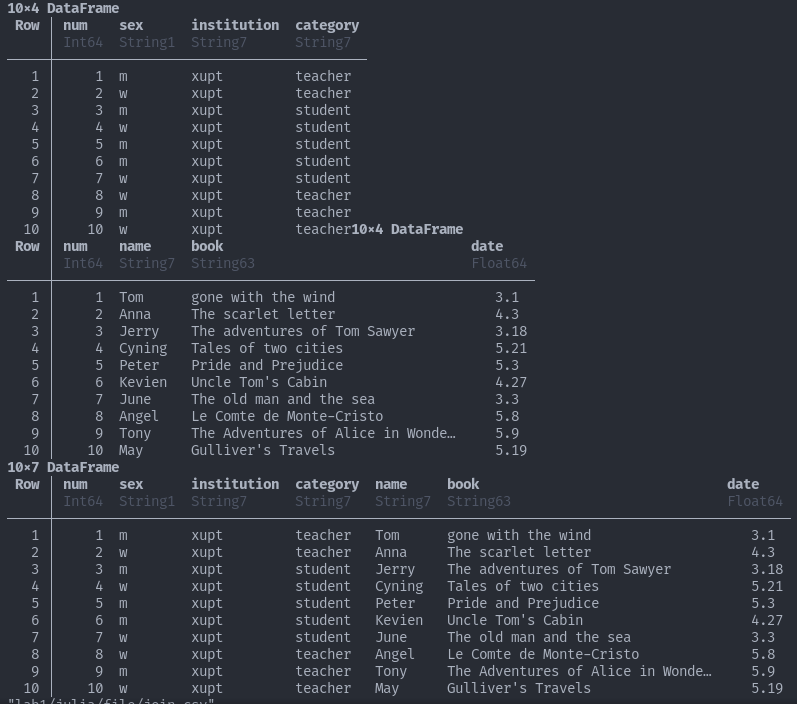 10×4 DataFrame
Row num sex institution category
Int64 String1 String7 String7
1 1 m xupt teacher
2 2 w xupt teacher
3 3 m xupt student
4 4 w xupt student
5 5 m xupt student
6 6 m xupt student
7 7 w xupt student
8 8 w xupt teacher
9 9 m xupt teacher
10 10 w xupt teacher10×4 DataFrame
Row num name book date
Int64 String7 String63 Float64
1 1 Tom gone with the wind 3.1
2 2 Anna The scarlet letter 4.3
3 3 Jerry The adventures of Tom Sawyer 3.18
4 4 Cyning Tales of two cities 5.21
5 5 Peter Pride and Prejudice 5.3
6 6 Kevien Uncle Tom's Cabin 4.27
7 7 June The old man and the sea 3.3
8 8 Angel Le Comte de Monte-Cristo 5.8
9 9 Tony The Adventures of Alice in Wonde…
5.9
10 10 May Gulliver's Travels 5.19
10×7 DataFrame
Row num sex institution category name book date
Int64 String1 String7 String7 String7 String63 Float64
1 1 m xupt teacher Tom gone with the wind 3.1
2 2 w xupt teacher Anna The scarlet letter 4.3
3 3 m xupt student Jerry The adventures of Tom Sawyer 3.18
4 4 w xupt student Cyning Tales of two cities 5.21
5 5 m xupt student Peter Pride and Prejudice 5.3
6 6 m xupt student Kevien Uncle Tom's Cabin 4.27
7 7 w xupt student June The old man and the sea 3.3
8 8 w xupt teacher Angel Le Comte de Monte-Cristo 5.8
9 9 m xupt teacher Tony The Adventures of Alice in Wonde… 5.9
10 10 w xupt teacher May Gulliver's Travels 5.19
"lab1/julia/file/join.csv"